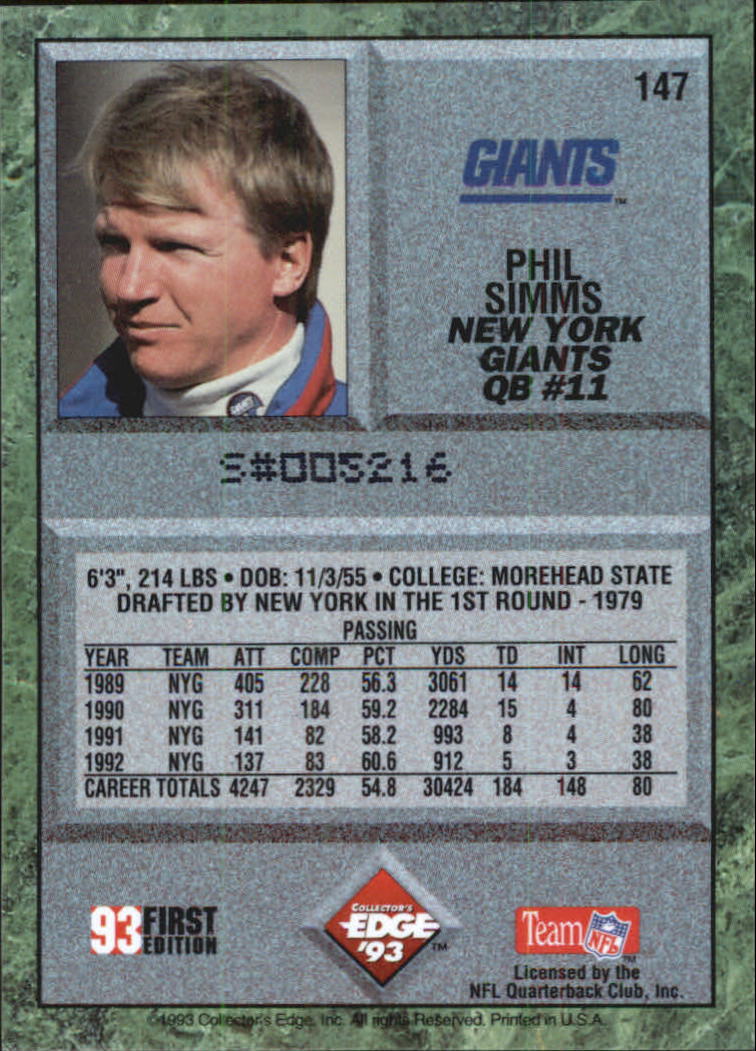 147
GIANTS™
PHIL
SIMMS
NEW YORK
GIANTS
QB #11
S#005216
6'3", 214 LBS • DOB: 11/3/55 • COLLEGE: MOREHEAD STATE
DRAFTED BY NEW YORK IN THE 1ST ROUND - 1979
PASSING
YEAR TEAM ATT COMP PCT YDS TD INT LONG
1989 NYG 405 228 56.3 3061 14 14 62
1990 NYG 311 184 59.2 2284 15 4 80
1991 NYG 141 82 58.2 993 8 4 38
1992 NYG 137 83 60.6 912 5 3 38
CAREER TOTALS 4247 2329 54.8 30424 184 148 80
93 FIRST
EDITION
COLLECTOR'S
EDGE
'93™
Team NFL™
Licensed by the
NFL Quarterback Club, Inc.
©1993 Collector's Edge, Inc. All rights Reserved. Printed in U.S.A.